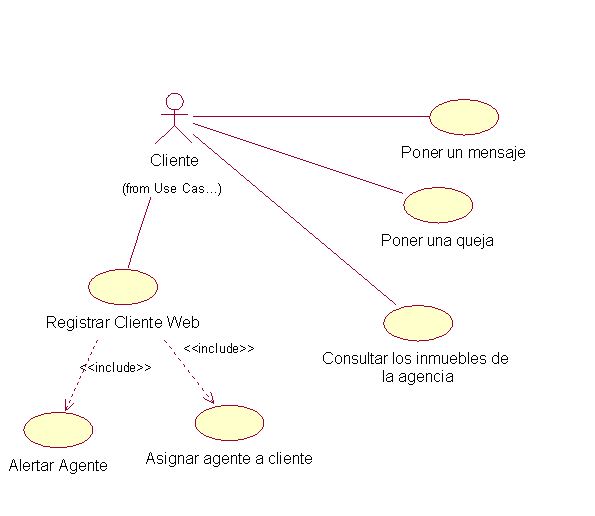 Cliente
(from Use Cas...)
Poner un mensaje
Poner una queja
Registrar Cliente Web
Consultar los inmuebles de
la agencia
<<include>>
<<include>>
Alertar Agente
Asignar agente a cliente